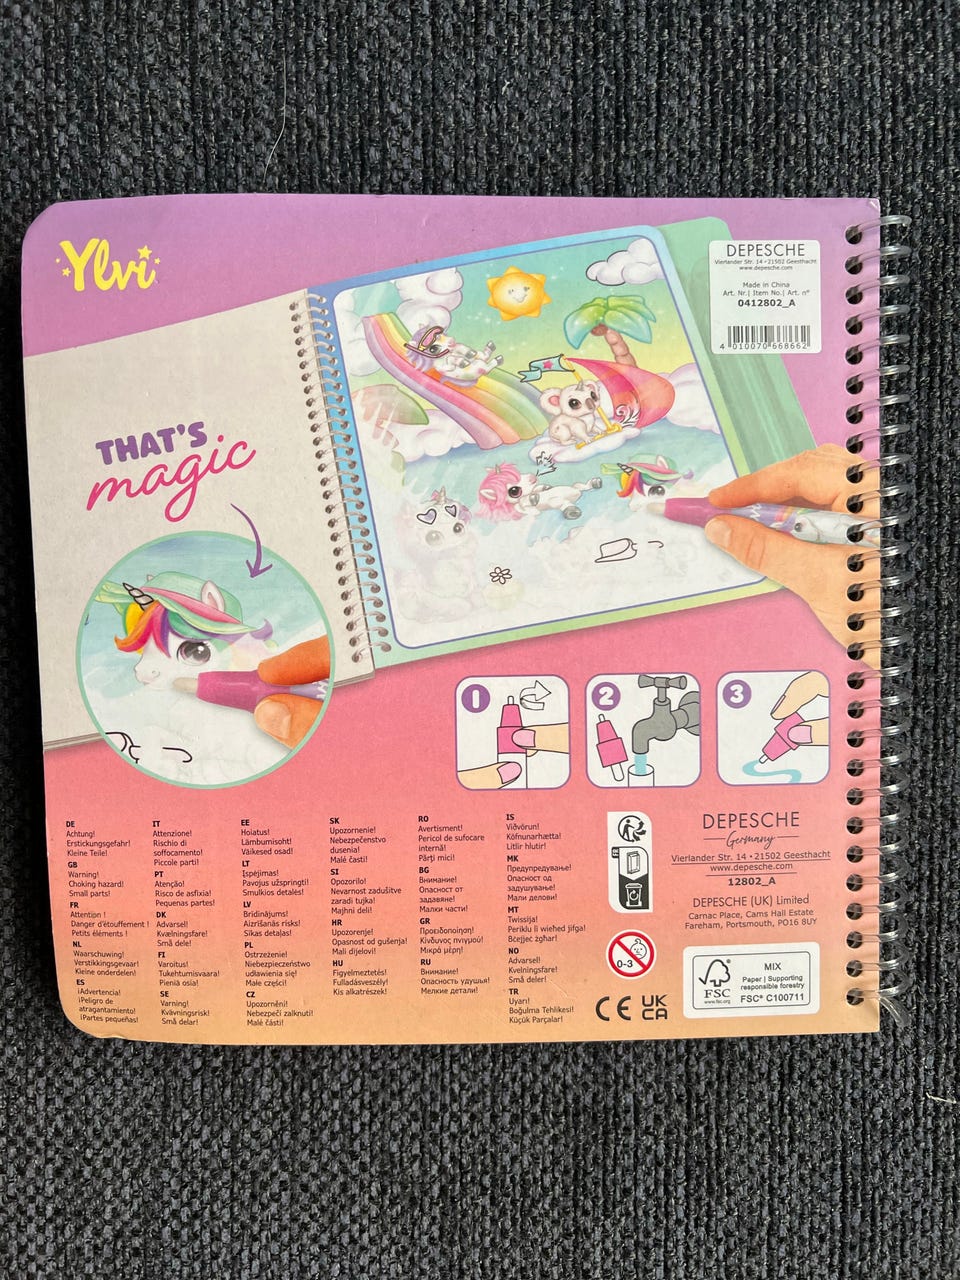 Ylvi
DEPESCHE
Vierlander Str. 14 • 21502 Geesthacht
www.depesche.com
Made in China
Art. Nr.| Item No.| Art. n°
0412802_A
4 010070 668662
THAT'S
magic
1
2
3
DE
Achtung!
Erstickungsgefahr!
Kleine Teile!
GB
Warning!
Choking hazard!
Small parts!
FR
Attention !
Danger d'étouffement !
Petits éléments !
NL
Waarschuwing!
Verstikkingsgevaar!
Kleine onderdelen!
ES
¡Advertencia!
¡Peligro de
atragantamiento!
¡Partes pequeñas!
IT
Attenzione!
Rischio di
soffocamento!
Piccole parti!
PT
Atenção!
Risco de asfixia!
Pequenas partes!
DK
Advarsel!
Kvælningsfare!
Små dele!
FI
Varoitus!
Tukehtumisvaara!
Pieniä osia!
SE
Varning!
Kvävningsrisk!
Små delar!
EE
Hoiatus!
Lämbumisoht!
Väikesed osad!
LT
Įspėjimas!
Pavojus užspringti!
Smulkios detalės!
LV
Brīdinājums!
Aizrīšanās risks!
Sīkas detaļas!
PL
Ostrzeżenie!
Niebezpieczeństwo
udławienia się!
Małe części!
CZ
Upozornění!
Nebezpečí zalknutí!
Malé části!
SK
Upozornenie!
Nebezpečenstvo
dusenia!
Malé časti!
SI
Opozorilo!
Nevarnost zadušitve
zaradi tujka!
Majhni deli!
HR
Upozorenje!
Opasnost od gušenja!
Mali dijelovi!
HU
Figyelmeztetés!
Fulladásveszély!
Kis alkatrészek!
RO
Avertisment!
Pericol de sufocare
internă!
Părți mici!
BG
Внимание!
Опасност от
задавяне!
Малки части!
GR
Προειδοποίηση!
Κίνδυνος πνιγμού!
Μικρά μέρη!
RU
Внимание!
Опасность удушья!
Мелкие детали!
IS
Viðvörun!
Köfnunarhætta!
Litlir hlutir!
MK
Предупредување!
Опасност од
задушување!
Мали делови!
MT
Twissija!
Periklu li wieħed jifga!
Bċejjeċ żgħar!
NO
Advarsel!
Kvelningsfare!
Små deler!
TR
Uyarı!
Boğulma Tehlikesi!
Küçük Parçalar!
0-3
CE
UK
CA
DEPESCHE
Germany
Vierlander Str. 14 • 21502 Geesthacht
www.depesche.com
12802_A
DEPESCHE (UK) Limited
Carnac Place, Cams Hall Estate
Fareham, Portsmouth, PO16 8UY
FSC
www.fsc.org
MIX
Paper | Supporting
responsible forestry
FSC® C100711